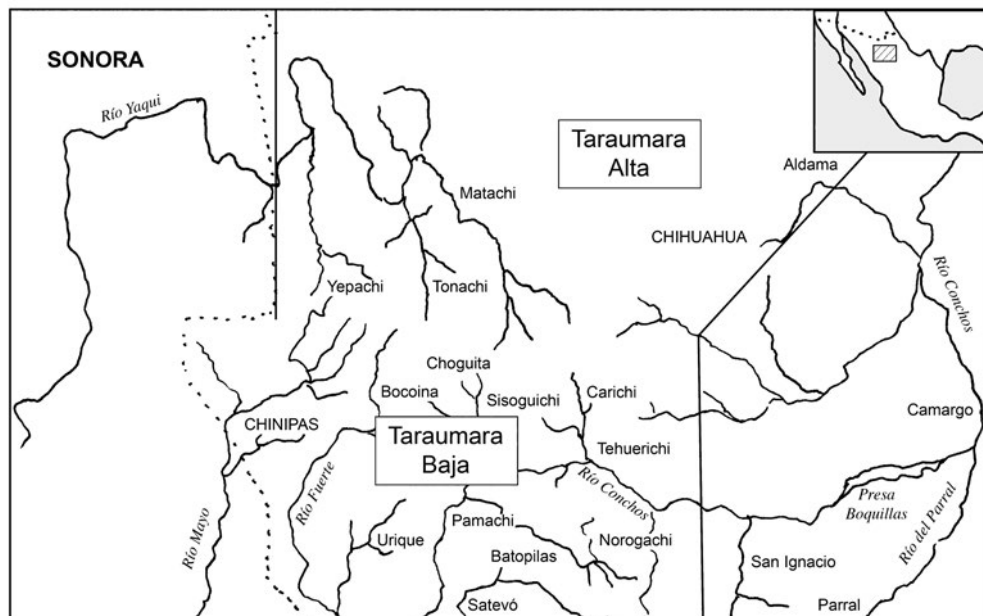 SONORA
Río Yaqui
Taraumara
Alta
Aldama
Matachi
CHIHUAHUA
Río Conchos
Yepachi
Tonachi
Choguita
Bocoina
Sisoguichi
Carichi
Camargo
CHINIPAS
Taraumara
Baja
Tehuerichi
Río Fuerte
Río Conchos
Presa
Boquillas
Río Mayo
Río del Parral
Pamachi
Urique
Norogachi
Batopilas
San Ignacio
Satevó
Parral